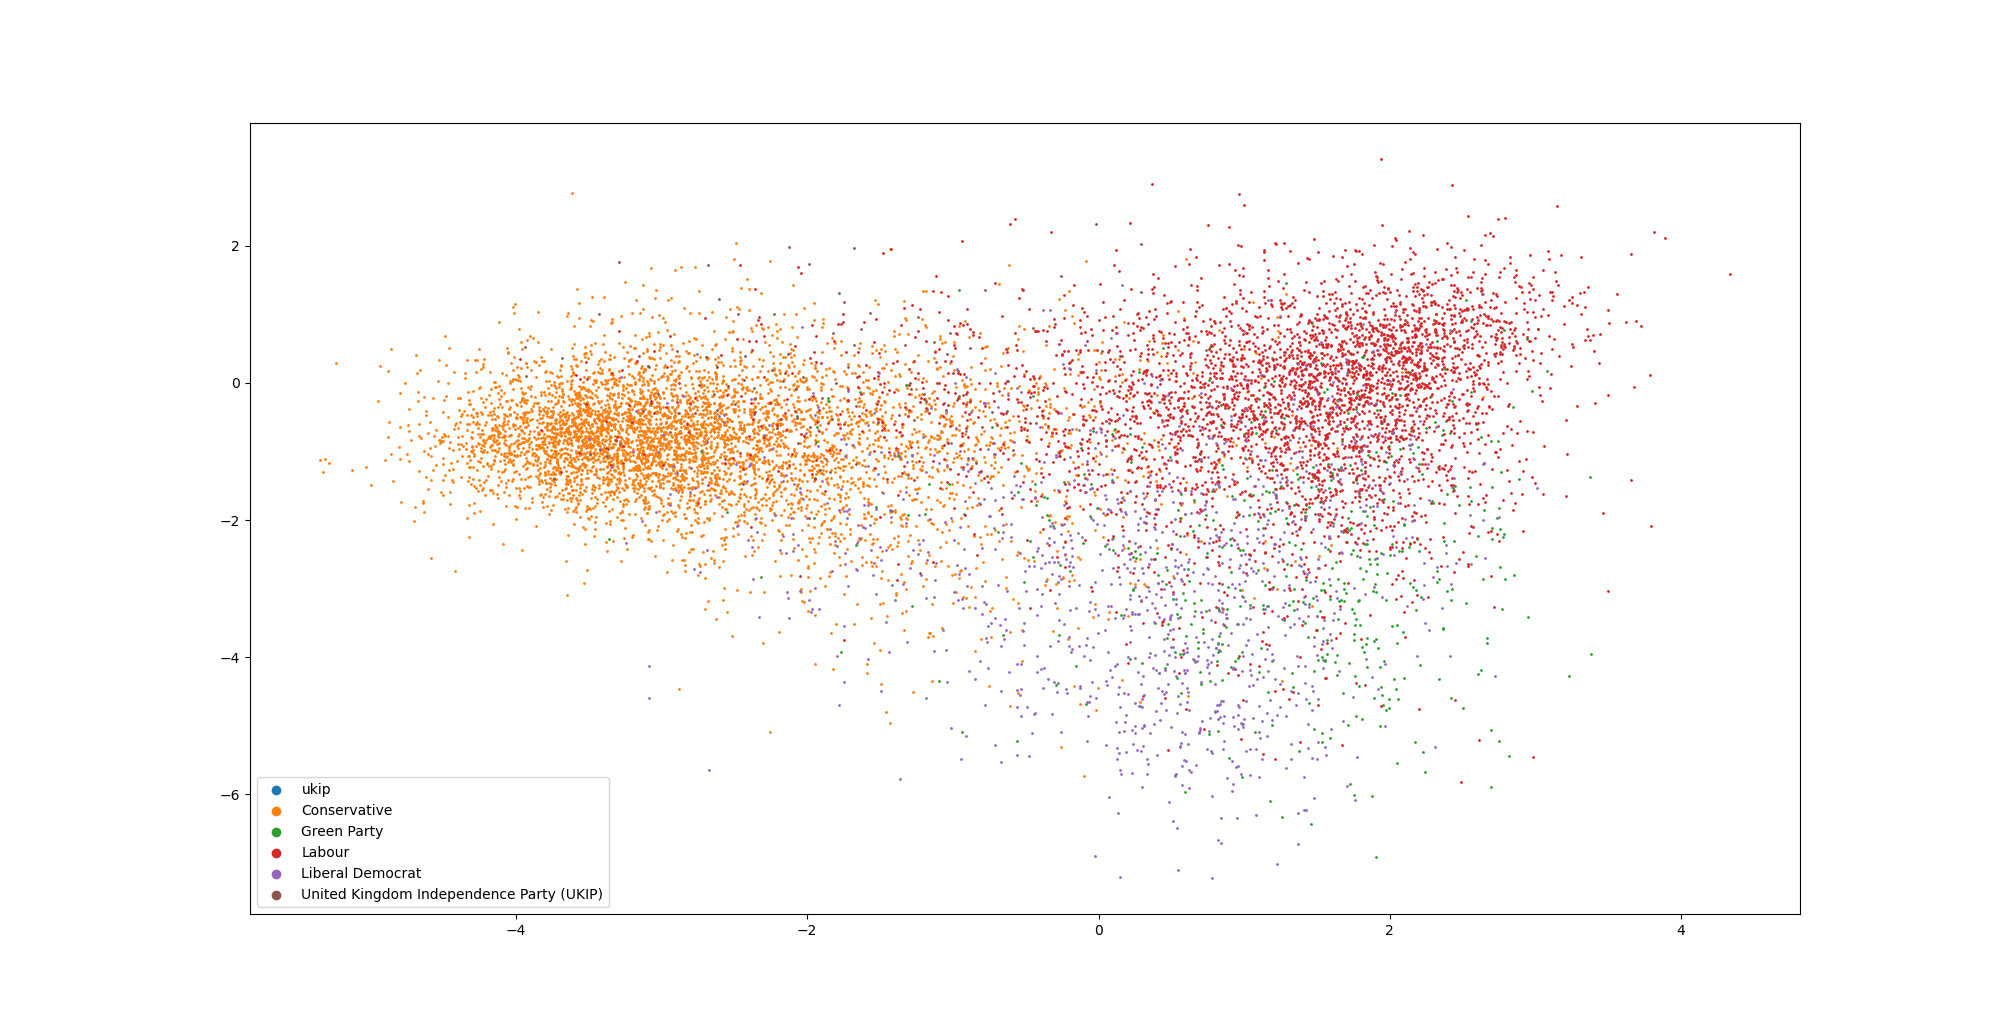 2
0
−2
−4
−6
−4
−2
0
2
4
ukip
Conservative
Green Party
Labour
Liberal Democrat
United Kingdom Independence Party (UKIP)